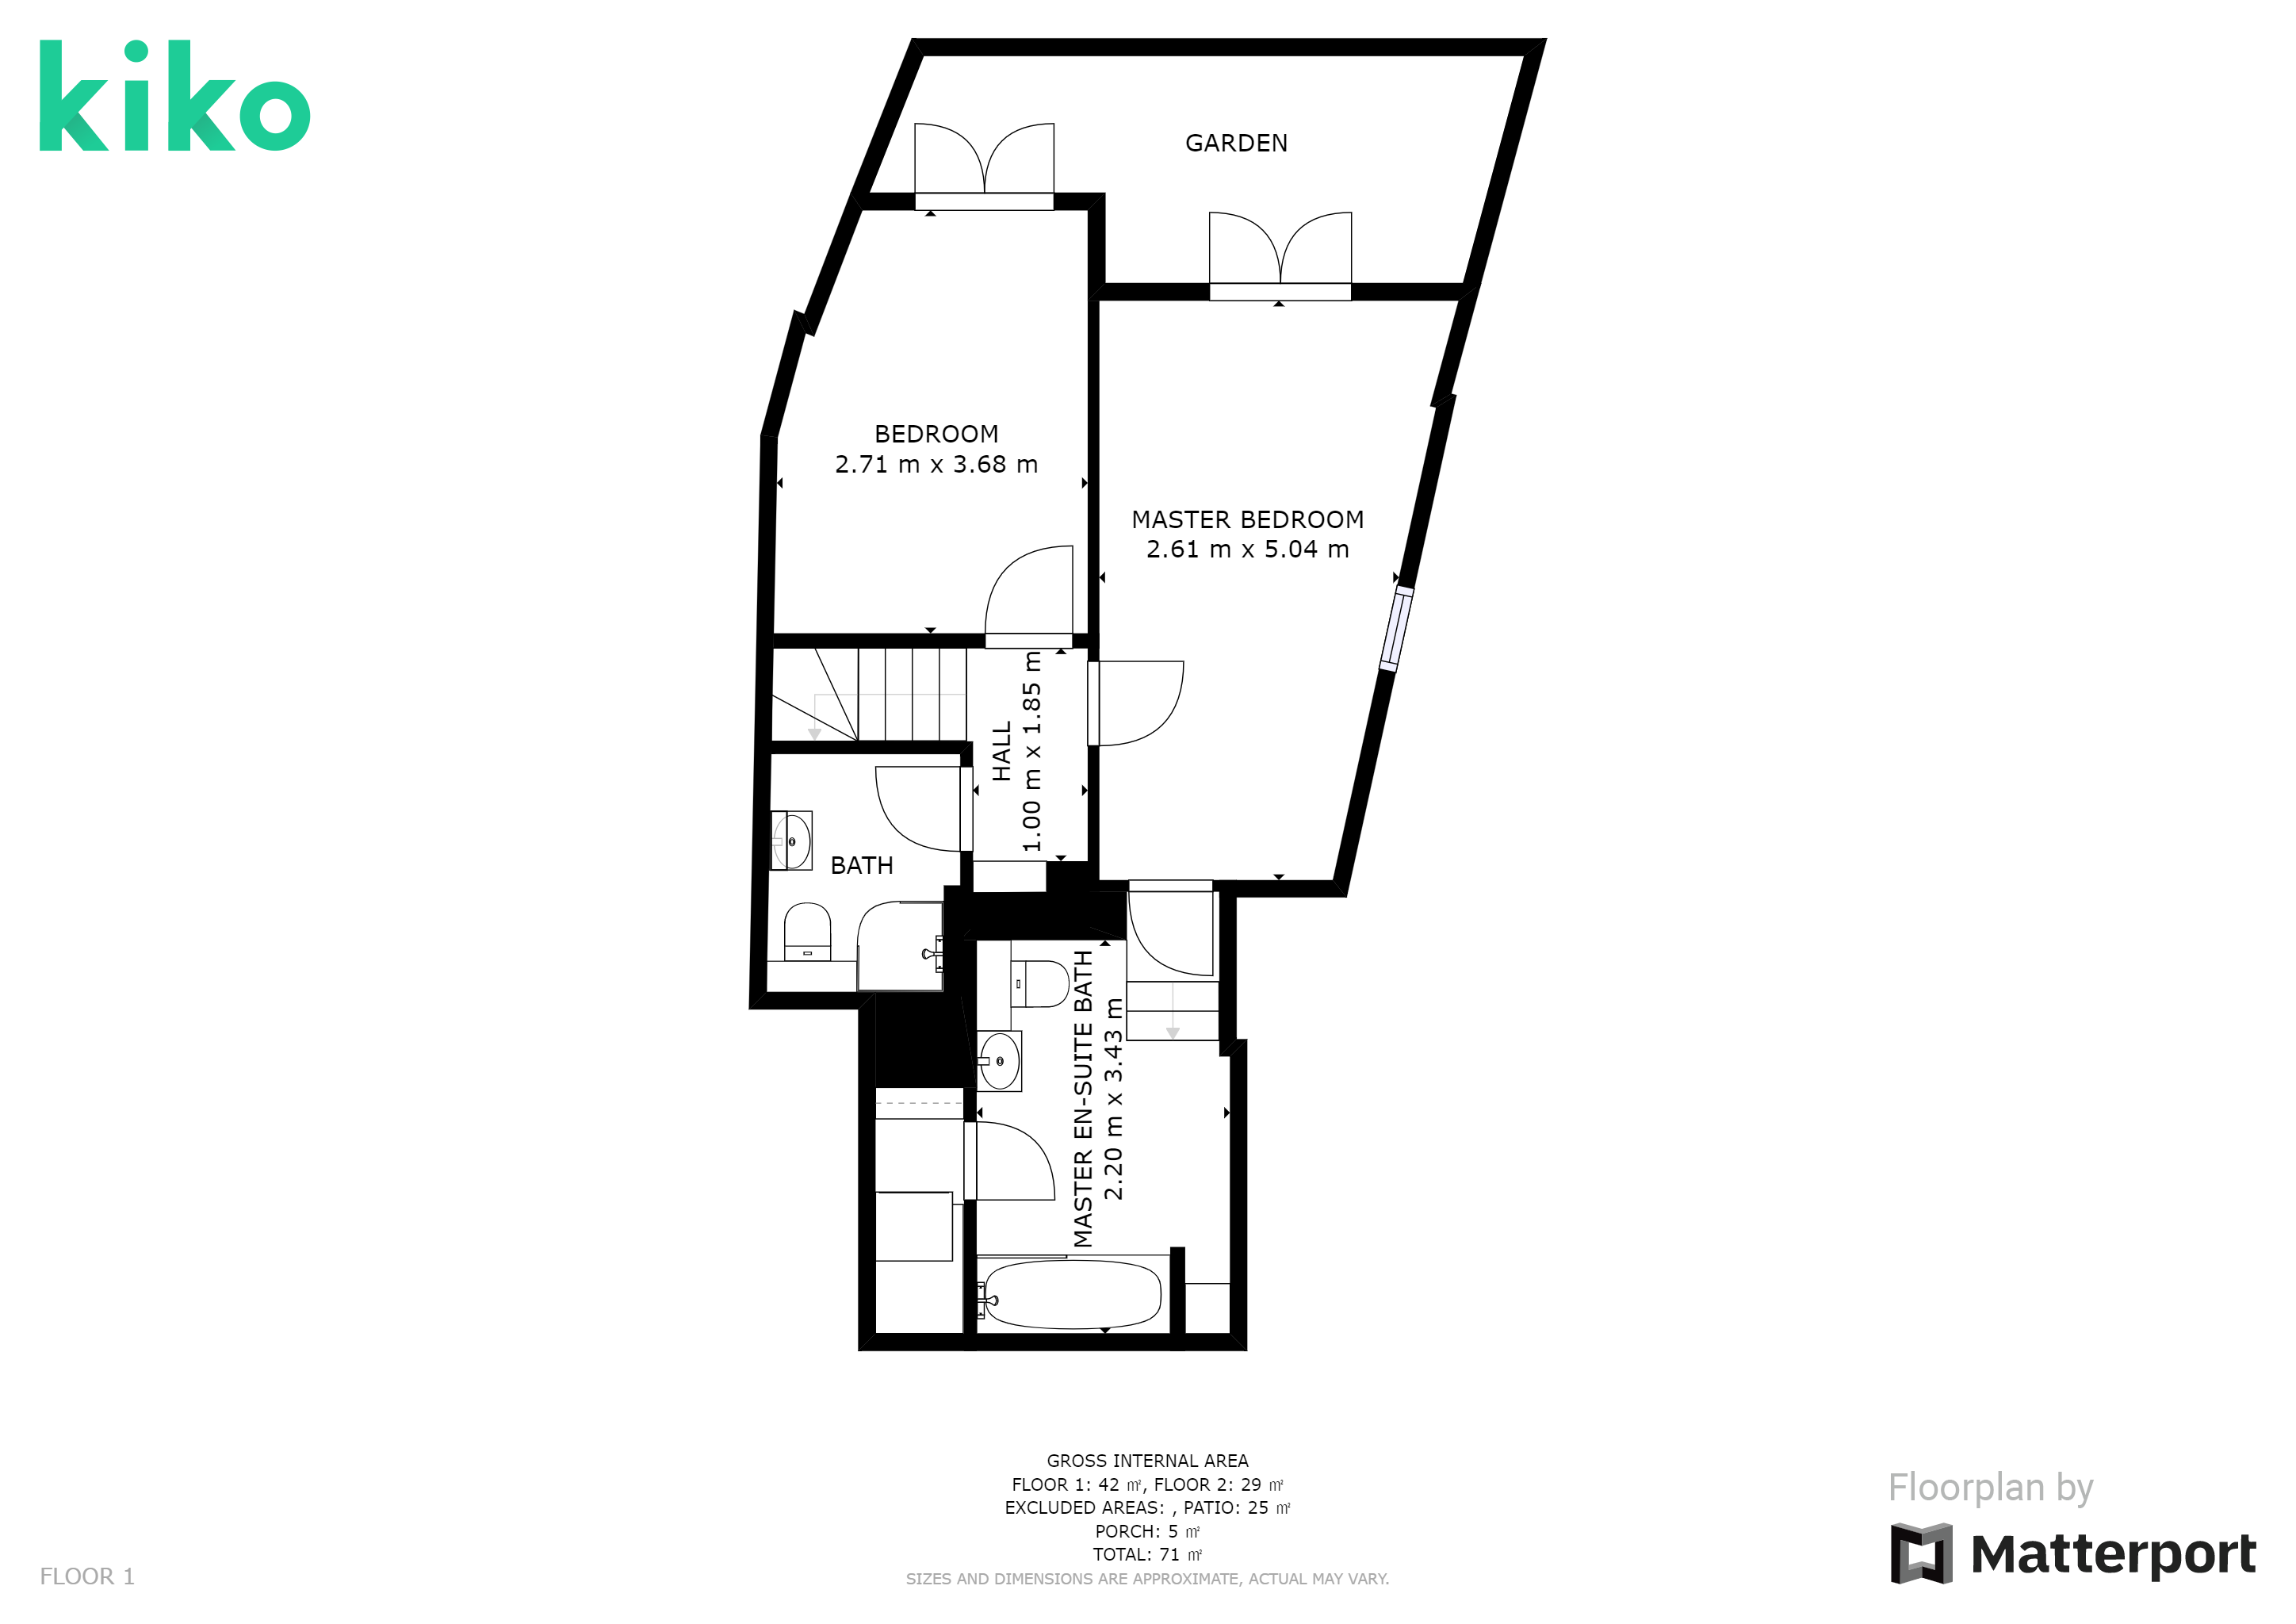 kiko
GARDEN
BEDROOM
2.71 m x 3.68 m
MASTER BEDROOM
2.61 m x 5.04 m
HALL
1.00 m x 1.85 m
BATH
MASTER EN-SUITE BATH
2.20 m x 3.43 m
GROSS INTERNAL AREA
FLOOR 1: 42 ㎡, FLOOR 2: 29 ㎡
EXCLUDED AREAS: , PATIO: 25 ㎡
PORCH: 5 ㎡
TOTAL: 71 ㎡
SIZES AND DIMENSIONS ARE APPROXIMATE, ACTUAL MAY VARY.
FLOOR 1
Floorplan by
Matterport